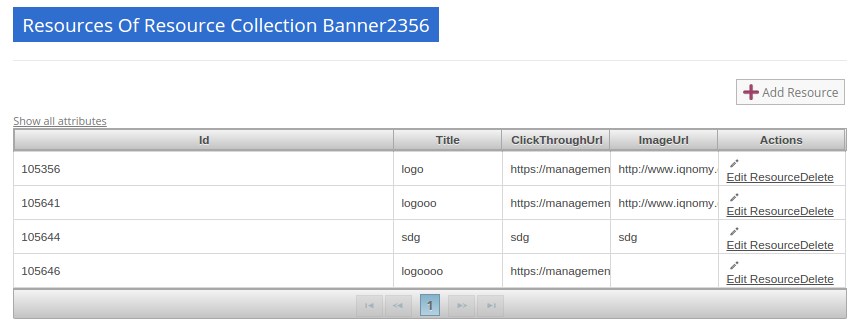 Resources Of Resource Collection Banner2356
Add Resource
Show all attributes
Id Title ClickThroughUrl ImageUrl Actions
105356 logo https://managemen http://www.iqnomy. Edit ResourceDelete
105641 logooo https://managemen http://www.iqnomy. Edit ResourceDelete
105644 sdg sdg sdg Edit ResourceDelete
105646 logoooo https://managemen Edit ResourceDelete
1